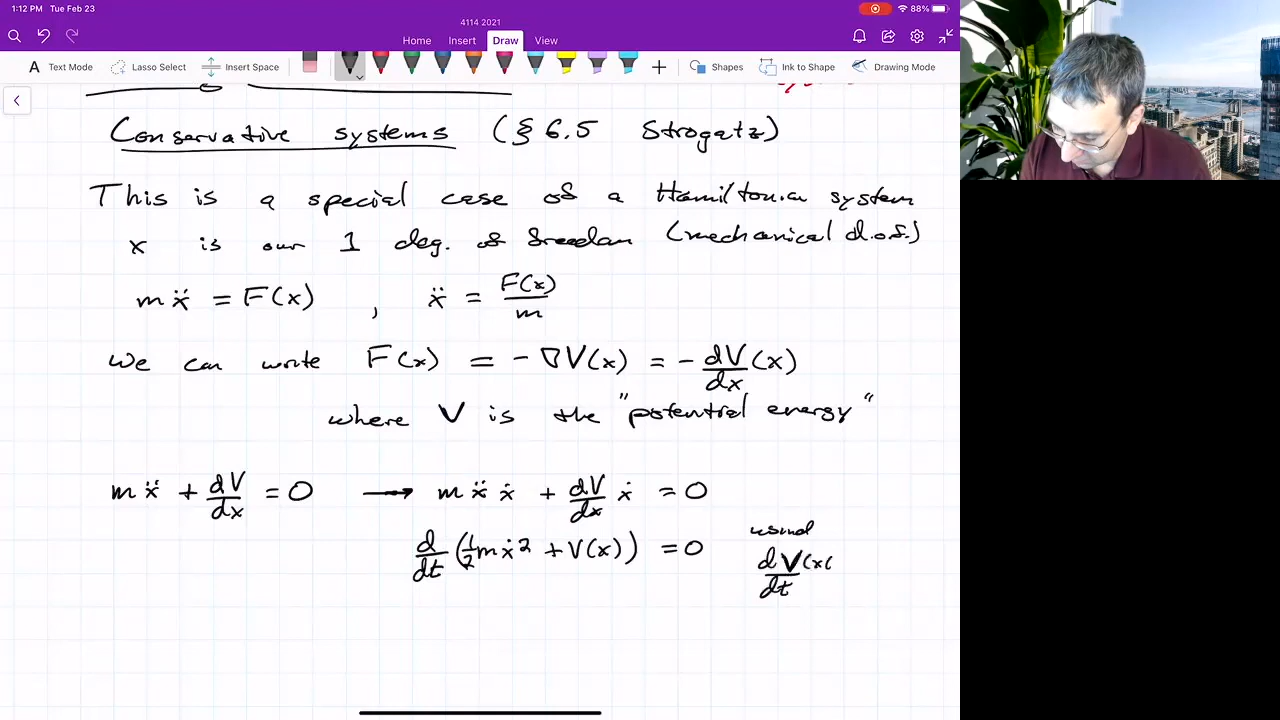 1:12 PM Tue Feb 23
88%
4114 2021
Home Insert Draw View
Text Mode Lasso Select Insert Space Shapes Ink to Shape Drawing Mode
Conservative systems (§ 6.5 Strogatz)
This is a special case of a Hamiltonian system
x is our 1 deg. of freedom (mechanical d.o.f.)
mẍ = F(x) , ẍ = F(x)/m
We can write F(x) = -∇V(x) = - dV/dx (x)
where V is the "potential energy"
mẍ + dV/dx = 0 → mẍẋ + dV/dx ẋ = 0
d/dt (½mẋ² + V(x)) = 0
d/dt V(x(